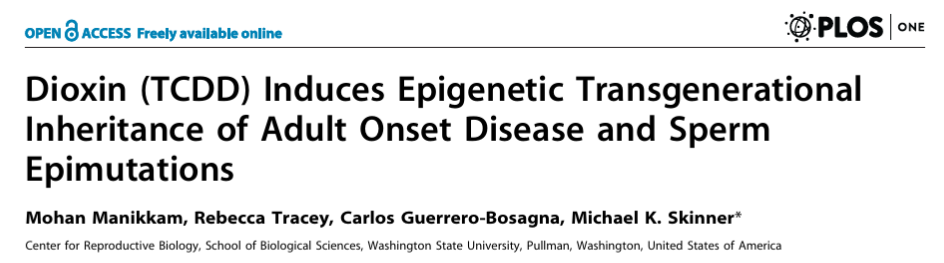 OPEN ACCESS Freely available online
PLOS ONE
Dioxin (TCDD) Induces Epigenetic Transgenerational
Inheritance of Adult Onset Disease and Sperm
Epimutations
Mohan Manikkam, Rebecca Tracey, Carlos Guerrero-Bosagna, Michael K. Skinner*
Center for Reproductive Biology, School of Biological Sciences, Washington State University, Pullman, Washington, United States of America